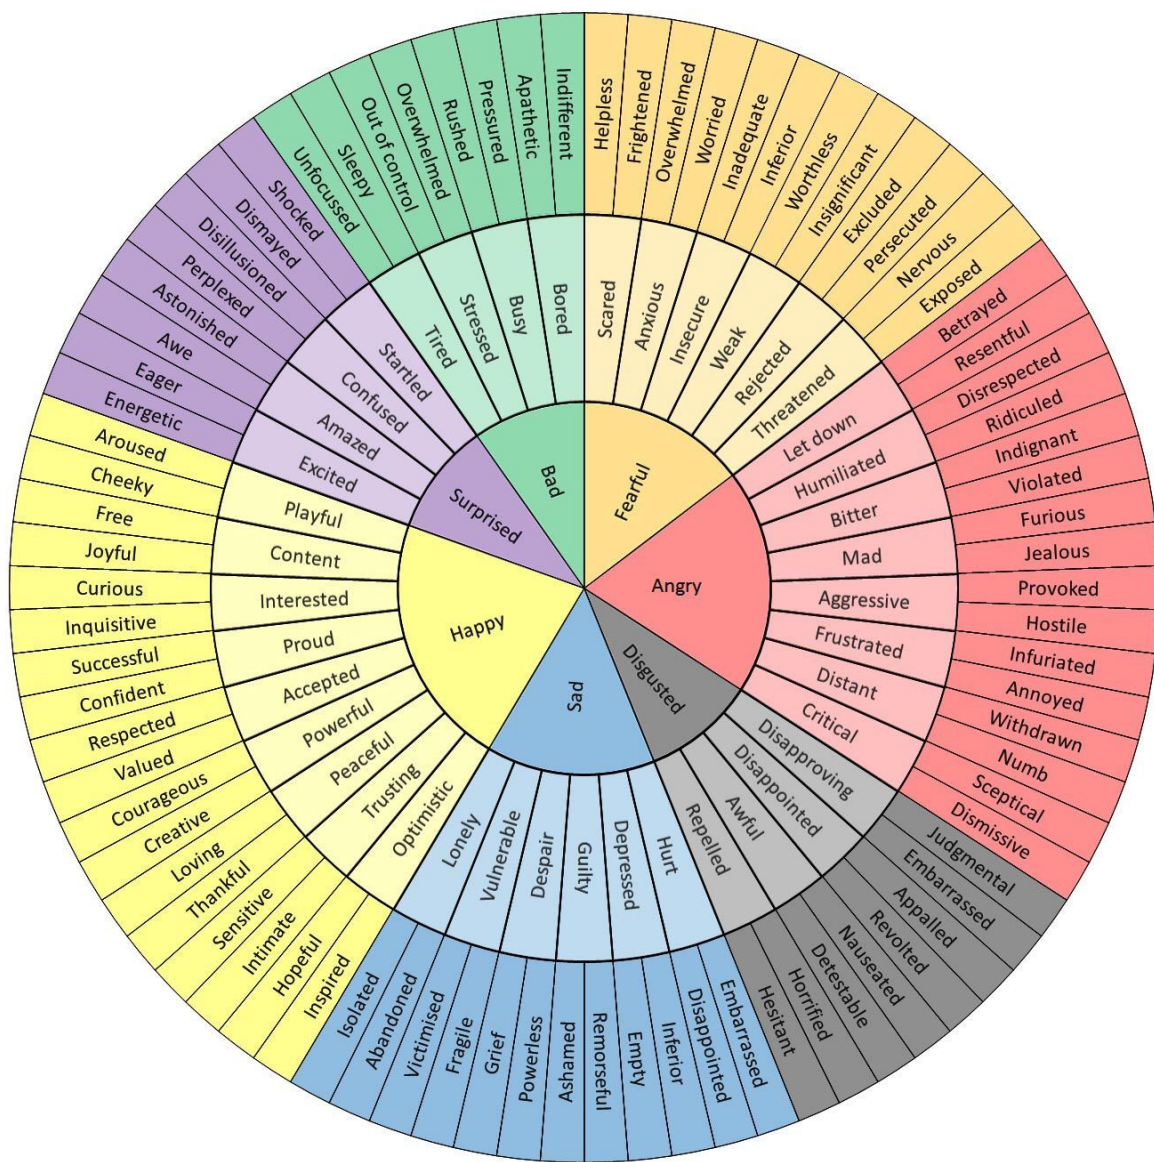 Fearful
Angry
Disgusted
Sad
Happy
Surprised
Bad
Scared
Anxious
Insecure
Weak
Rejected
Threatened
Let down
Humiliated
Bitter
Mad
Aggressive
Frustrated
Distant
Critical
Disapproving
Disappointed
Awful
Repelled
Hurt
Depressed
Guilty
Despair
Vulnerable
Lonely
Optimistic
Trusting
Peaceful
Powerful
Accepted
Proud
Interested
Content
Playful
Excited
Amazed
Confused
Startled
Tired
Stressed
Busy
Bored
Helpless
Frightened
Overwhelmed
Worried
Inadequate
Inferior
Worthless
Insignificant
Excluded
Persecuted
Nervous
Exposed
Betrayed
Resentful
Disrespected
Ridiculed
Indignant
Violated
Furious
Jealous
Provoked
Hostile
Infuriated
Annoyed
Withdrawn
Numb
Sceptical
Dismissive
Judgmental
Embarrassed
Appalled
Revolted
Nauseated
Detestable
Horrified
Hesitant
Embarrassed
Disappointed
Inferior
Empty
Remorseful
Ashamed
Powerless
Grief
Fragile
Victimised
Abandoned
Isolated
Inspired
Hopeful
Intimate
Sensitive
Thankful
Loving
Creative
Courageous
Valued
Respected
Confident
Successful
Inquisitive
Curious
Joyful
Free
Cheeky
Aroused
Energetic
Eager
Awe
Astonished
Perplexed
Disillusioned
Dismayed
Shocked
Unfocussed
Sleepy
Out of control
Overwhelmed
Rushed
Pressured
Apathetic
Indifferent